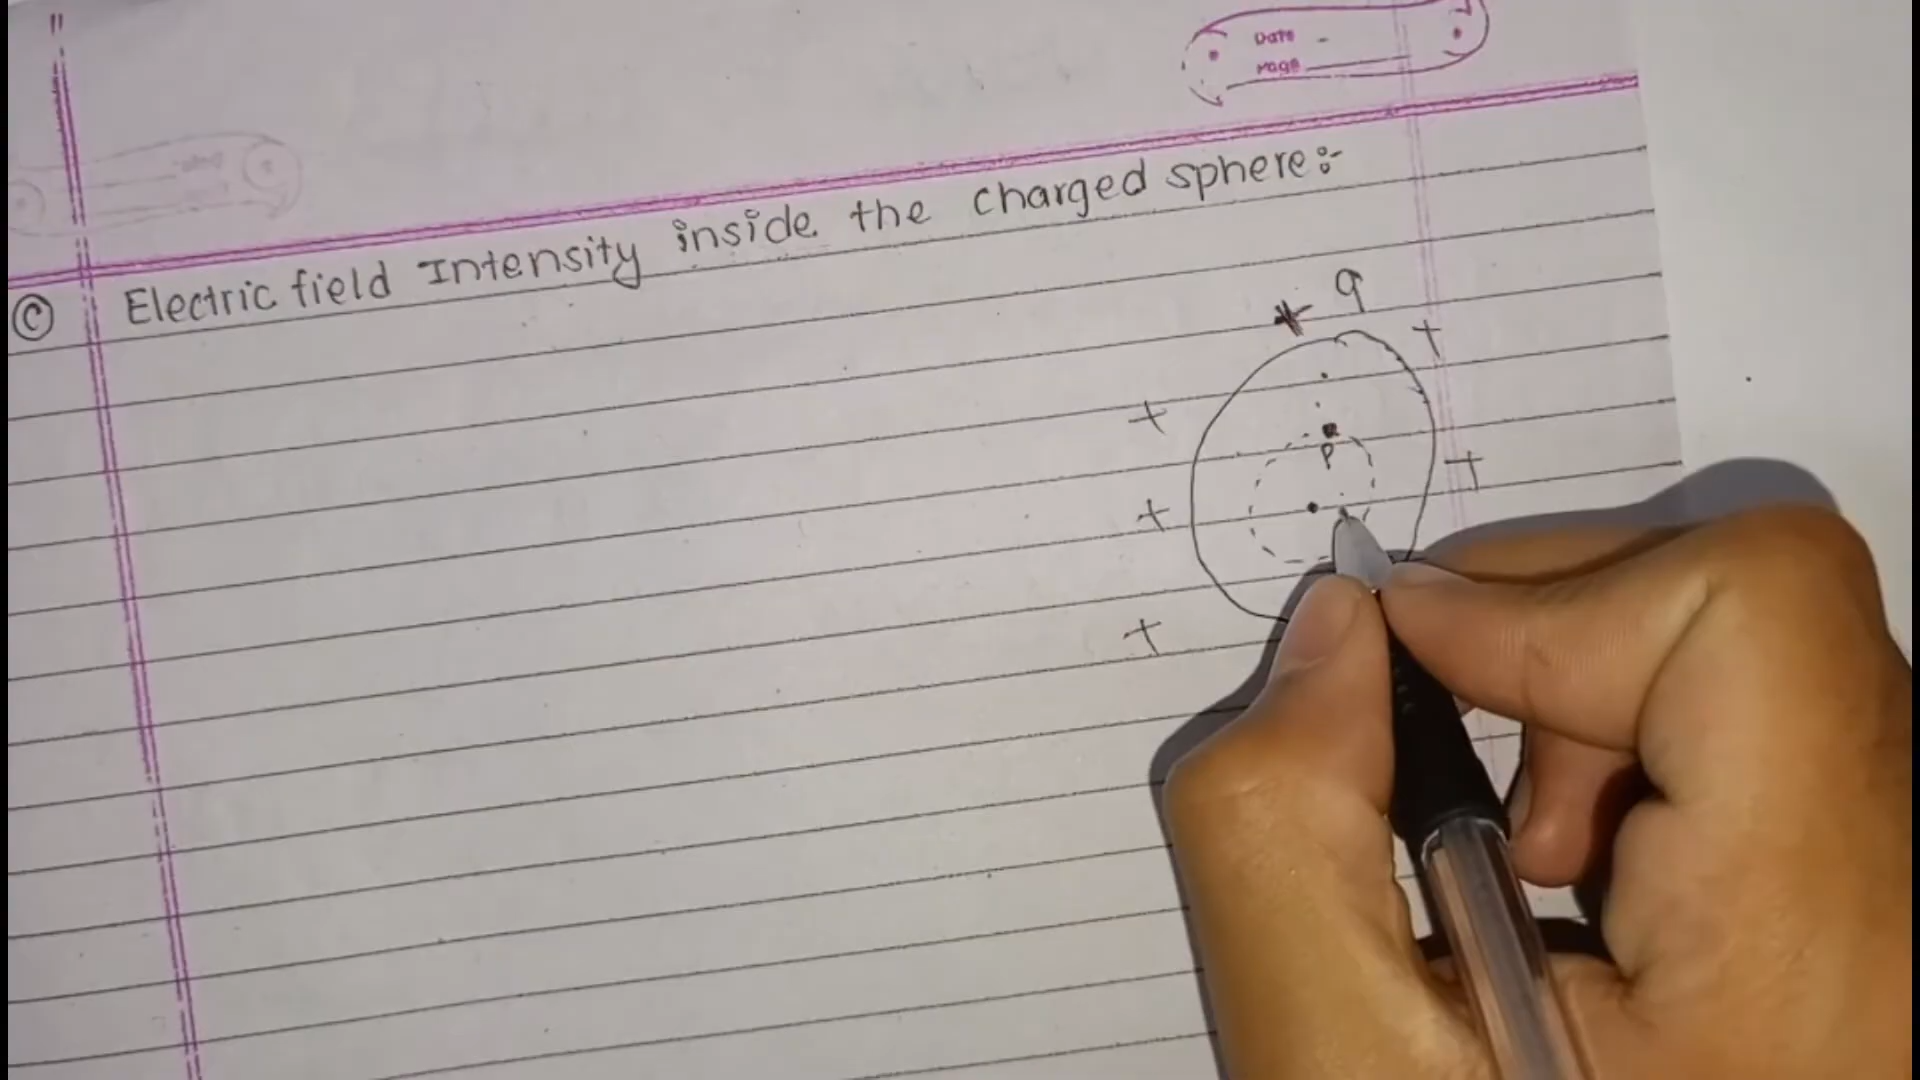 Date
Page
© Electric field Intensity inside the charged sphere:-
q
+
+
P
+
+
+